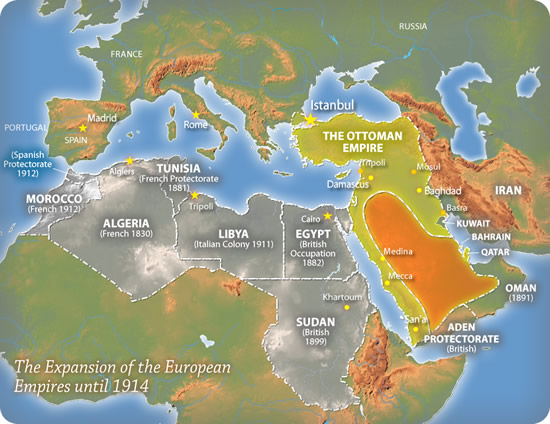 RUSSIA
FRANCE
Istanbul
PORTUGAL
Madrid
SPAIN
Rome
THE OTTOMAN
EMPIRE
(Spanish
Protectorate
1912)
Algiers
TUNISIA
(French Protectorate
1881)
Tripoli
Mosul
Damascus
Baghdad
IRAN
MOROCCO
(French 1912)
Tripoli
Basra
ALGERIA
(French 1830)
LIBYA
(Italian Colony 1911)
Cairo
EGYPT
(British
Occupation
1882)
KUWAIT
BAHRAIN
QATAR
Medina
Mecca
OMAN
(1891)
Khartoum
SUDAN
(British
1899)
San'a
ADEN
PROTECTORATE
(British)
The Expansion of the European
Empires until 1914